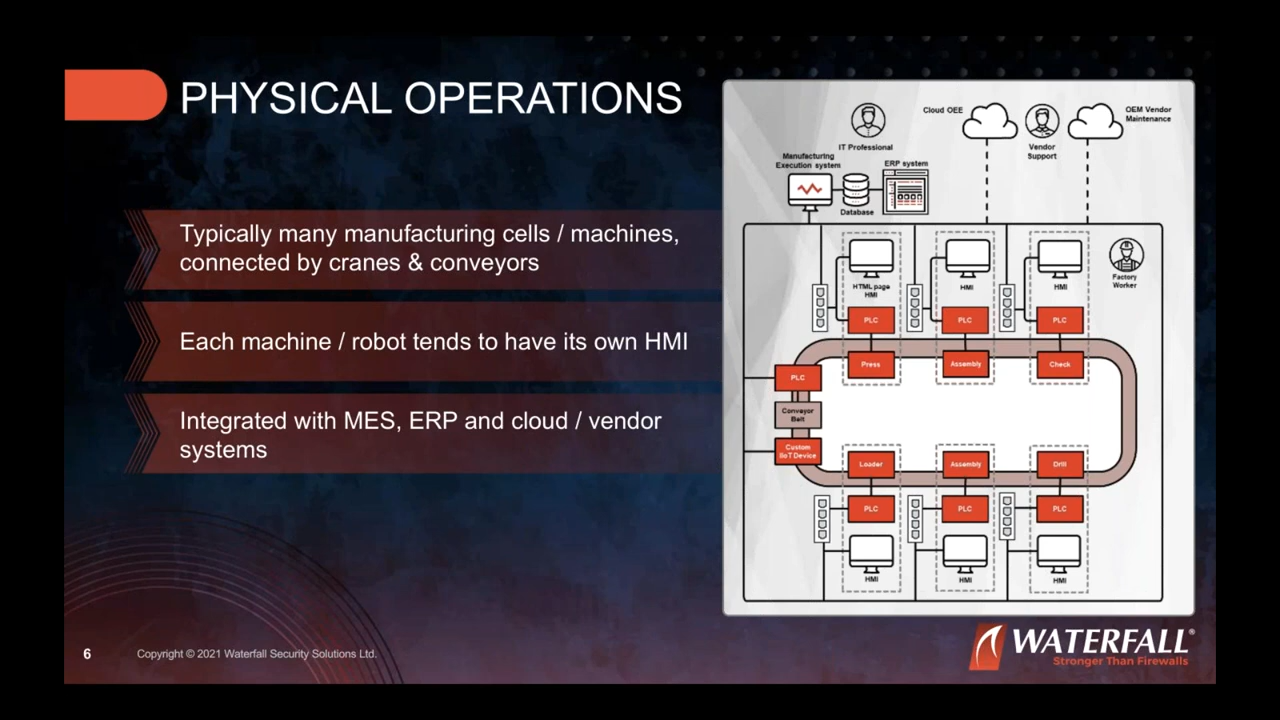 PHYSICAL OPERATIONS
Typically many manufacturing cells / machines,
connected by cranes & conveyors
Each machine / robot tends to have its own HMI
Integrated with MES, ERP and cloud / vendor
systems
Cloud OEE
OEM Vendor
Maintenance
IT Professional
Vendor
Support
Manufacturing
Execution system
ERP system
Database
HTML page
HMI
HMI
HMI
Factory
Worker
PLC
PLC
PLC
Press
Assembly
Check
PLC
Conveyor
Belt
Custom
IIoT Device
Loader
Assembly
Drill
PLC
PLC
PLC
HMI
HMI
HMI
6
Copyright © 2021 Waterfall Security Solutions Ltd.
WATERFALL®
Stronger Than Firewalls